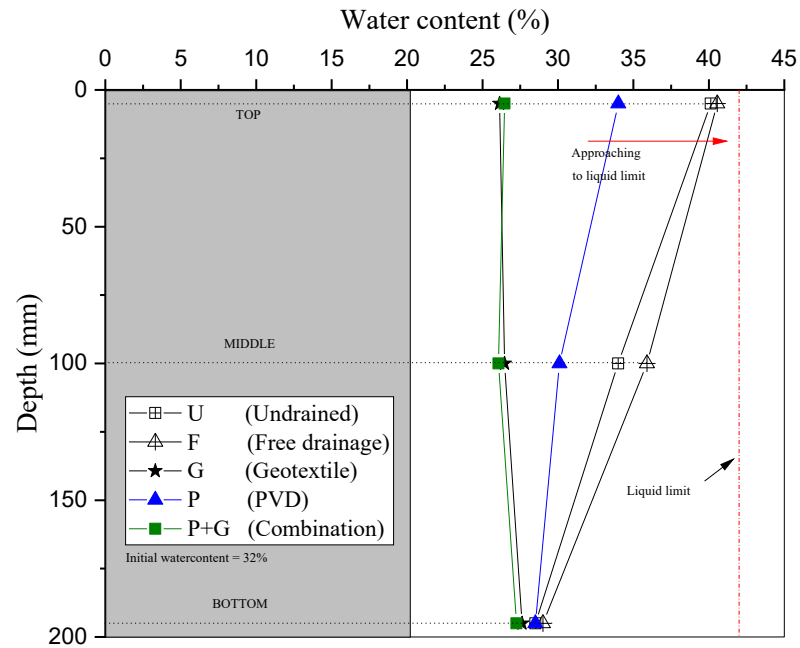 Water content (%)
0 5 10 15 20 25 30 35 40 45
0
TOP
Approaching
to liquid limit
50
Depth (mm)
MIDDLE
100
U (Undrained)
F (Free drainage)
G (Geotextile)
P (PVD)
P+G (Combination)
Liquid limit
150
Initial watercontent = 32%
BOTTOM
200